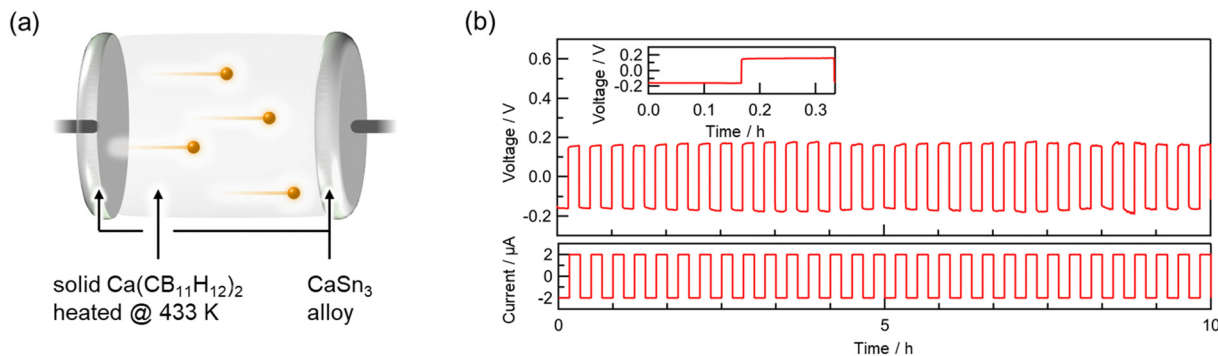 (a)
solid Ca(CB₁₁H₁₂)₂
heated @ 433 K
CaSn₃
alloy
(b)
Voltage / V
0.6
0.4
0.2
0.0
-0.2
Voltage / V
0.2
0.0
-0.2
0.0
0.1
0.2
0.3
Time / h
Current / µA
2
0
-2
0
5
10
Time / h